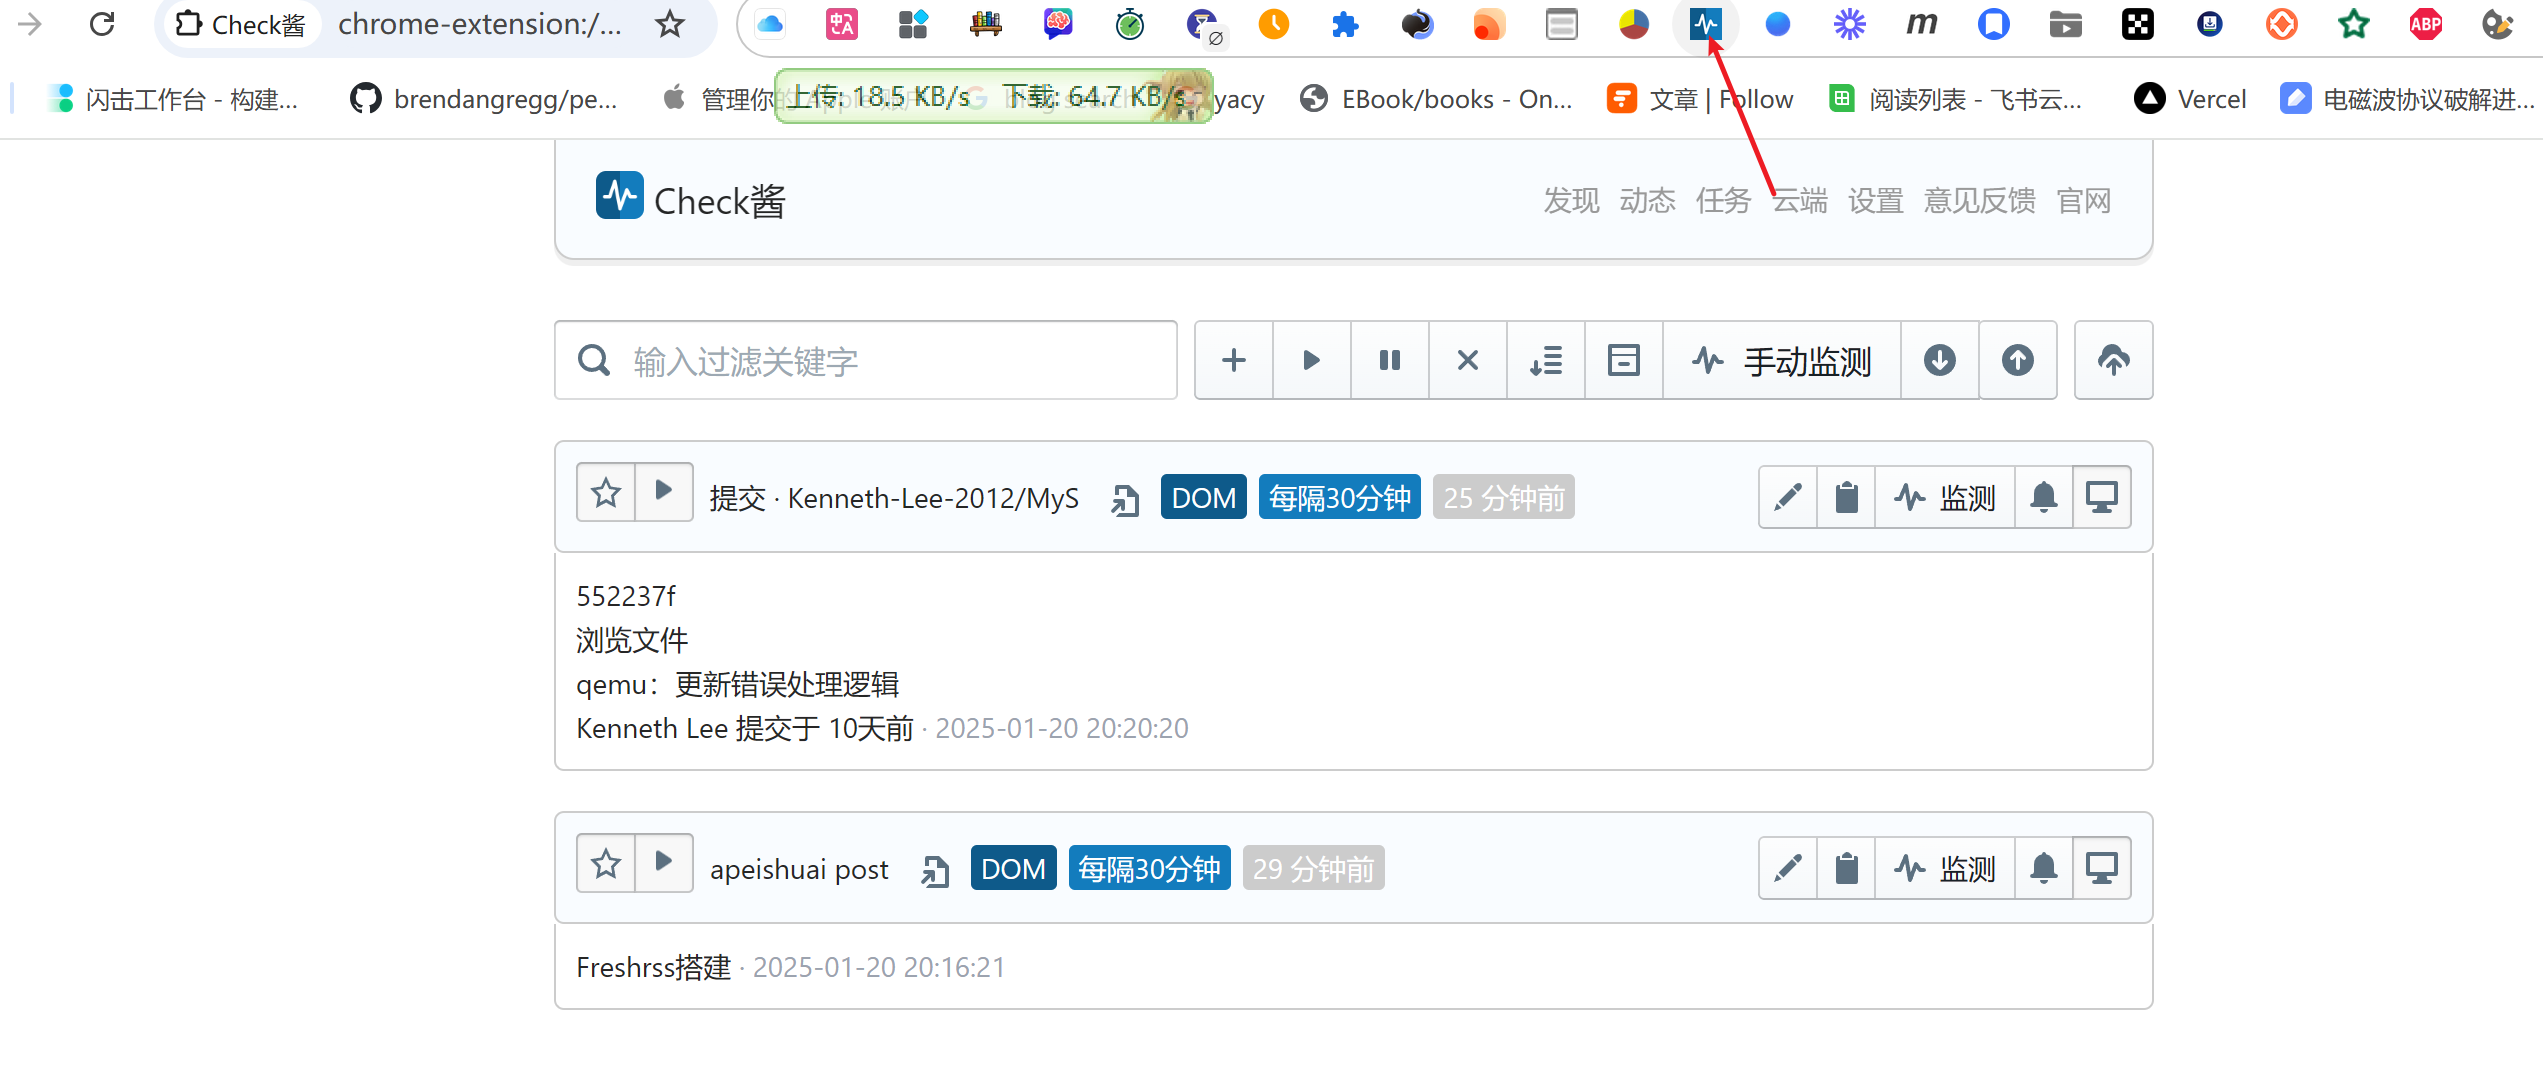 Check酱
chrome-extension:/...
中
ABP
闪击工作台 - 构建...
brendangregg/pe...
管理你的
上传: 18.5 KB/s 下载: 64.7 KB/s
yacy
EBook/books - On...
文章 | Follow
阅读列表 - 飞书云...
Vercel
电磁波协议破解进...
Check酱
发现 动态 任务 云端 设置 意见反馈 官网
输入过滤关键字
手动监测
提交 · Kenneth-Lee-2012/MyS
DOM
每隔30分钟
25 分钟前
监测
552237f
浏览文件
qemu：更新错误处理逻辑
Kenneth Lee 提交于 10天前 · 2025-01-20 20:20:20
apeishuai post
DOM
每隔30分钟
29 分钟前
监测
Freshrss搭建 · 2025-01-20 20:16:21